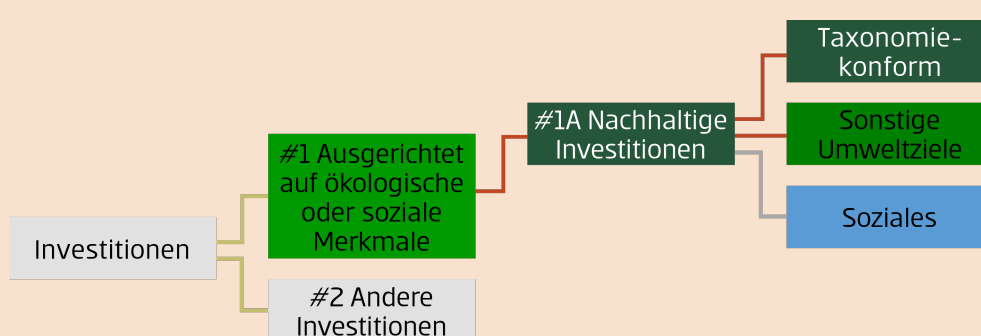 Taxonomie-
konform
#1A Nachhaltige
Investitionen
Sonstige
Umweltziele
#1 Ausgerichtet
auf ökologische
oder soziale
Merkmale
Soziales
Investitionen
#2 Andere
Investitionen